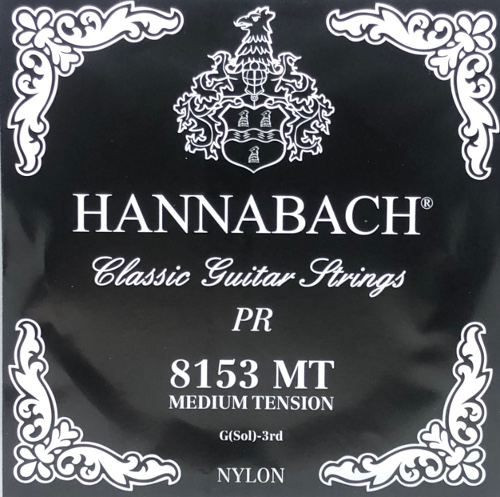 HANNABACH®
Classic Guitar Strings
PR
8153 MT
MEDIUM TENSION
G(Sol)-3rd
NYLON